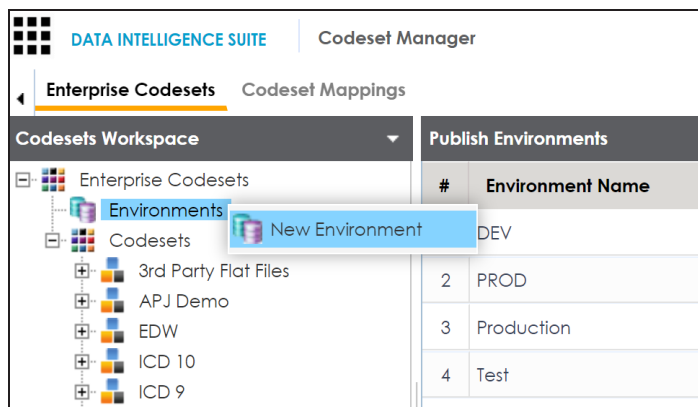 DATA INTELLIGENCE SUITE
Codeset Manager
Enterprise Codesets
Codeset Mappings
Codesets Workspace
Enterprise Codesets
Environments
New Environment
Codesets
3rd Party Flat Files
APJ Demo
EDW
ICD 10
ICD 9
Publish Environments
# Environment Name
DEV
2 PROD
3 Production
4 Test